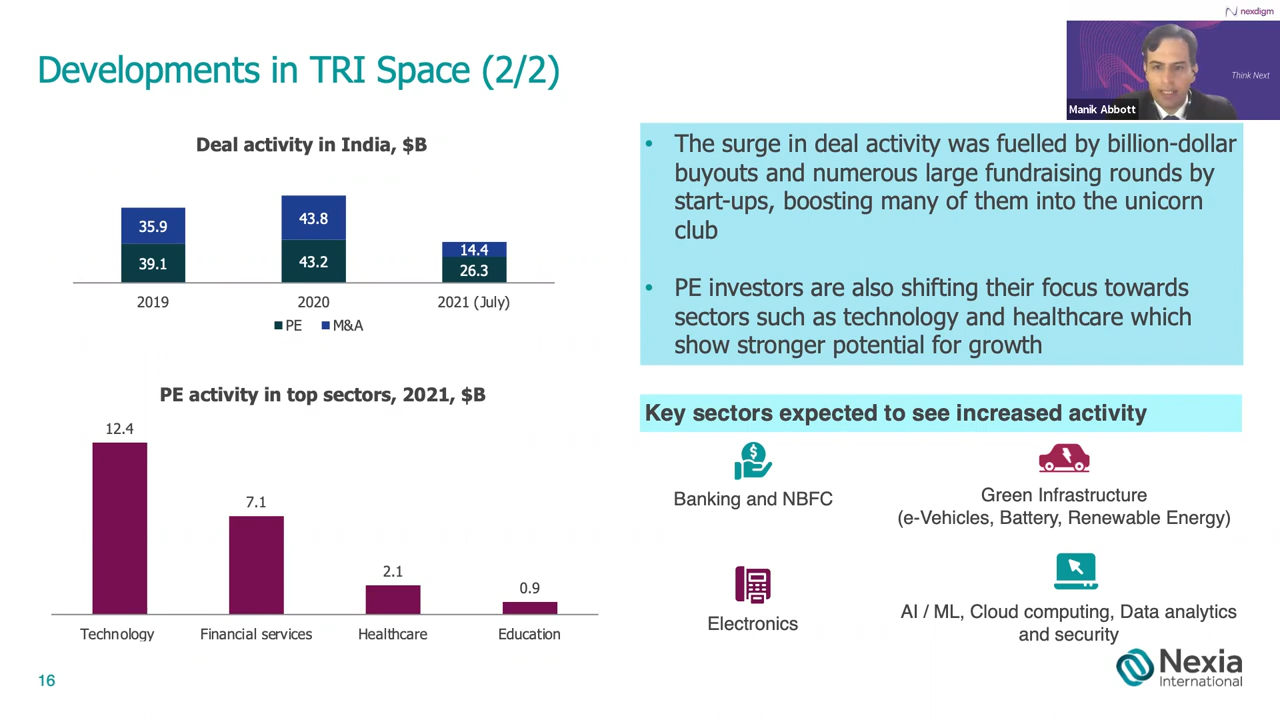 nexdigm
Developments in TRI Space (2/2)
Think Next
Manik Abbott
Deal activity in India, $B
35.9
39.1
43.8
43.2
14.4
26.3
2019
2020
2021 (July)
PE
M&A
PE activity in top sectors, 2021, $B
12.4
7.1
2.1
0.9
Technology
Financial services
Healthcare
Education
• The surge in deal activity was fuelled by billion-dollar
buyouts and numerous large fundraising rounds by
start-ups, boosting many of them into the unicorn
club
• PE investors are also shifting their focus towards
sectors such as technology and healthcare which
show stronger potential for growth
Key sectors expected to see increased activity
Banking and NBFC
Green Infrastructure
(e-Vehicles, Battery, Renewable Energy)
Electronics
AI / ML, Cloud computing, Data analytics
and security
16
Nexia
International